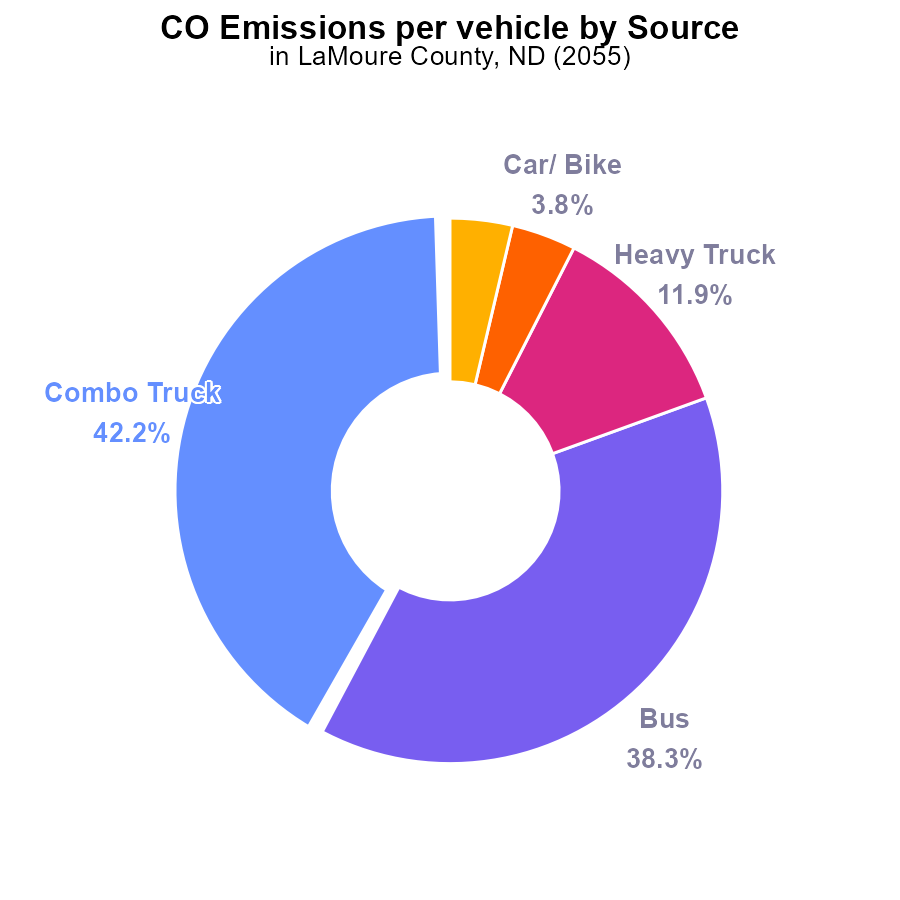 CO Emissions per vehicle by Source
in LaMoure County, ND (2055)
Car/ Bike
3.8%
Heavy Truck
11.9%
Combo Truck
42.2%
Bus
38.3%